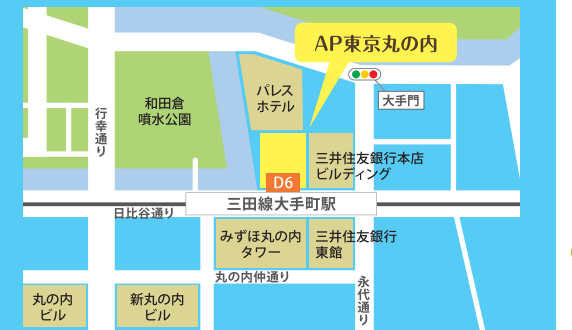 AP東京丸の内
大手門
パレス
ホテル
和田倉
噴水公園
行幸通り
三井住友銀行本店
ビルディング
D6
三田線大手町駅
日比谷通り
みずほ丸の内
タワー
三井住友銀行
東館
丸の内仲通り
永代通り
丸の内
ビル
新丸の内
ビル